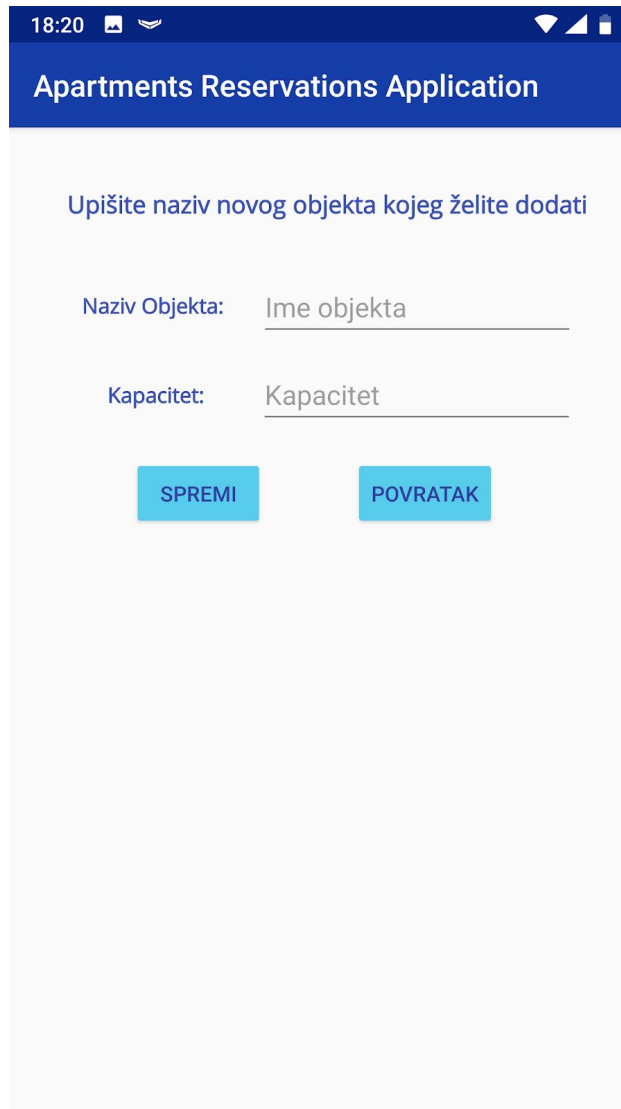 18:20
Apartments Reservations Application
Upišite naziv novog objekta kojeg želite dodati
Naziv Objekta: Ime objekta
Kapacitet: Kapacitet
SPREMI POVRATAK